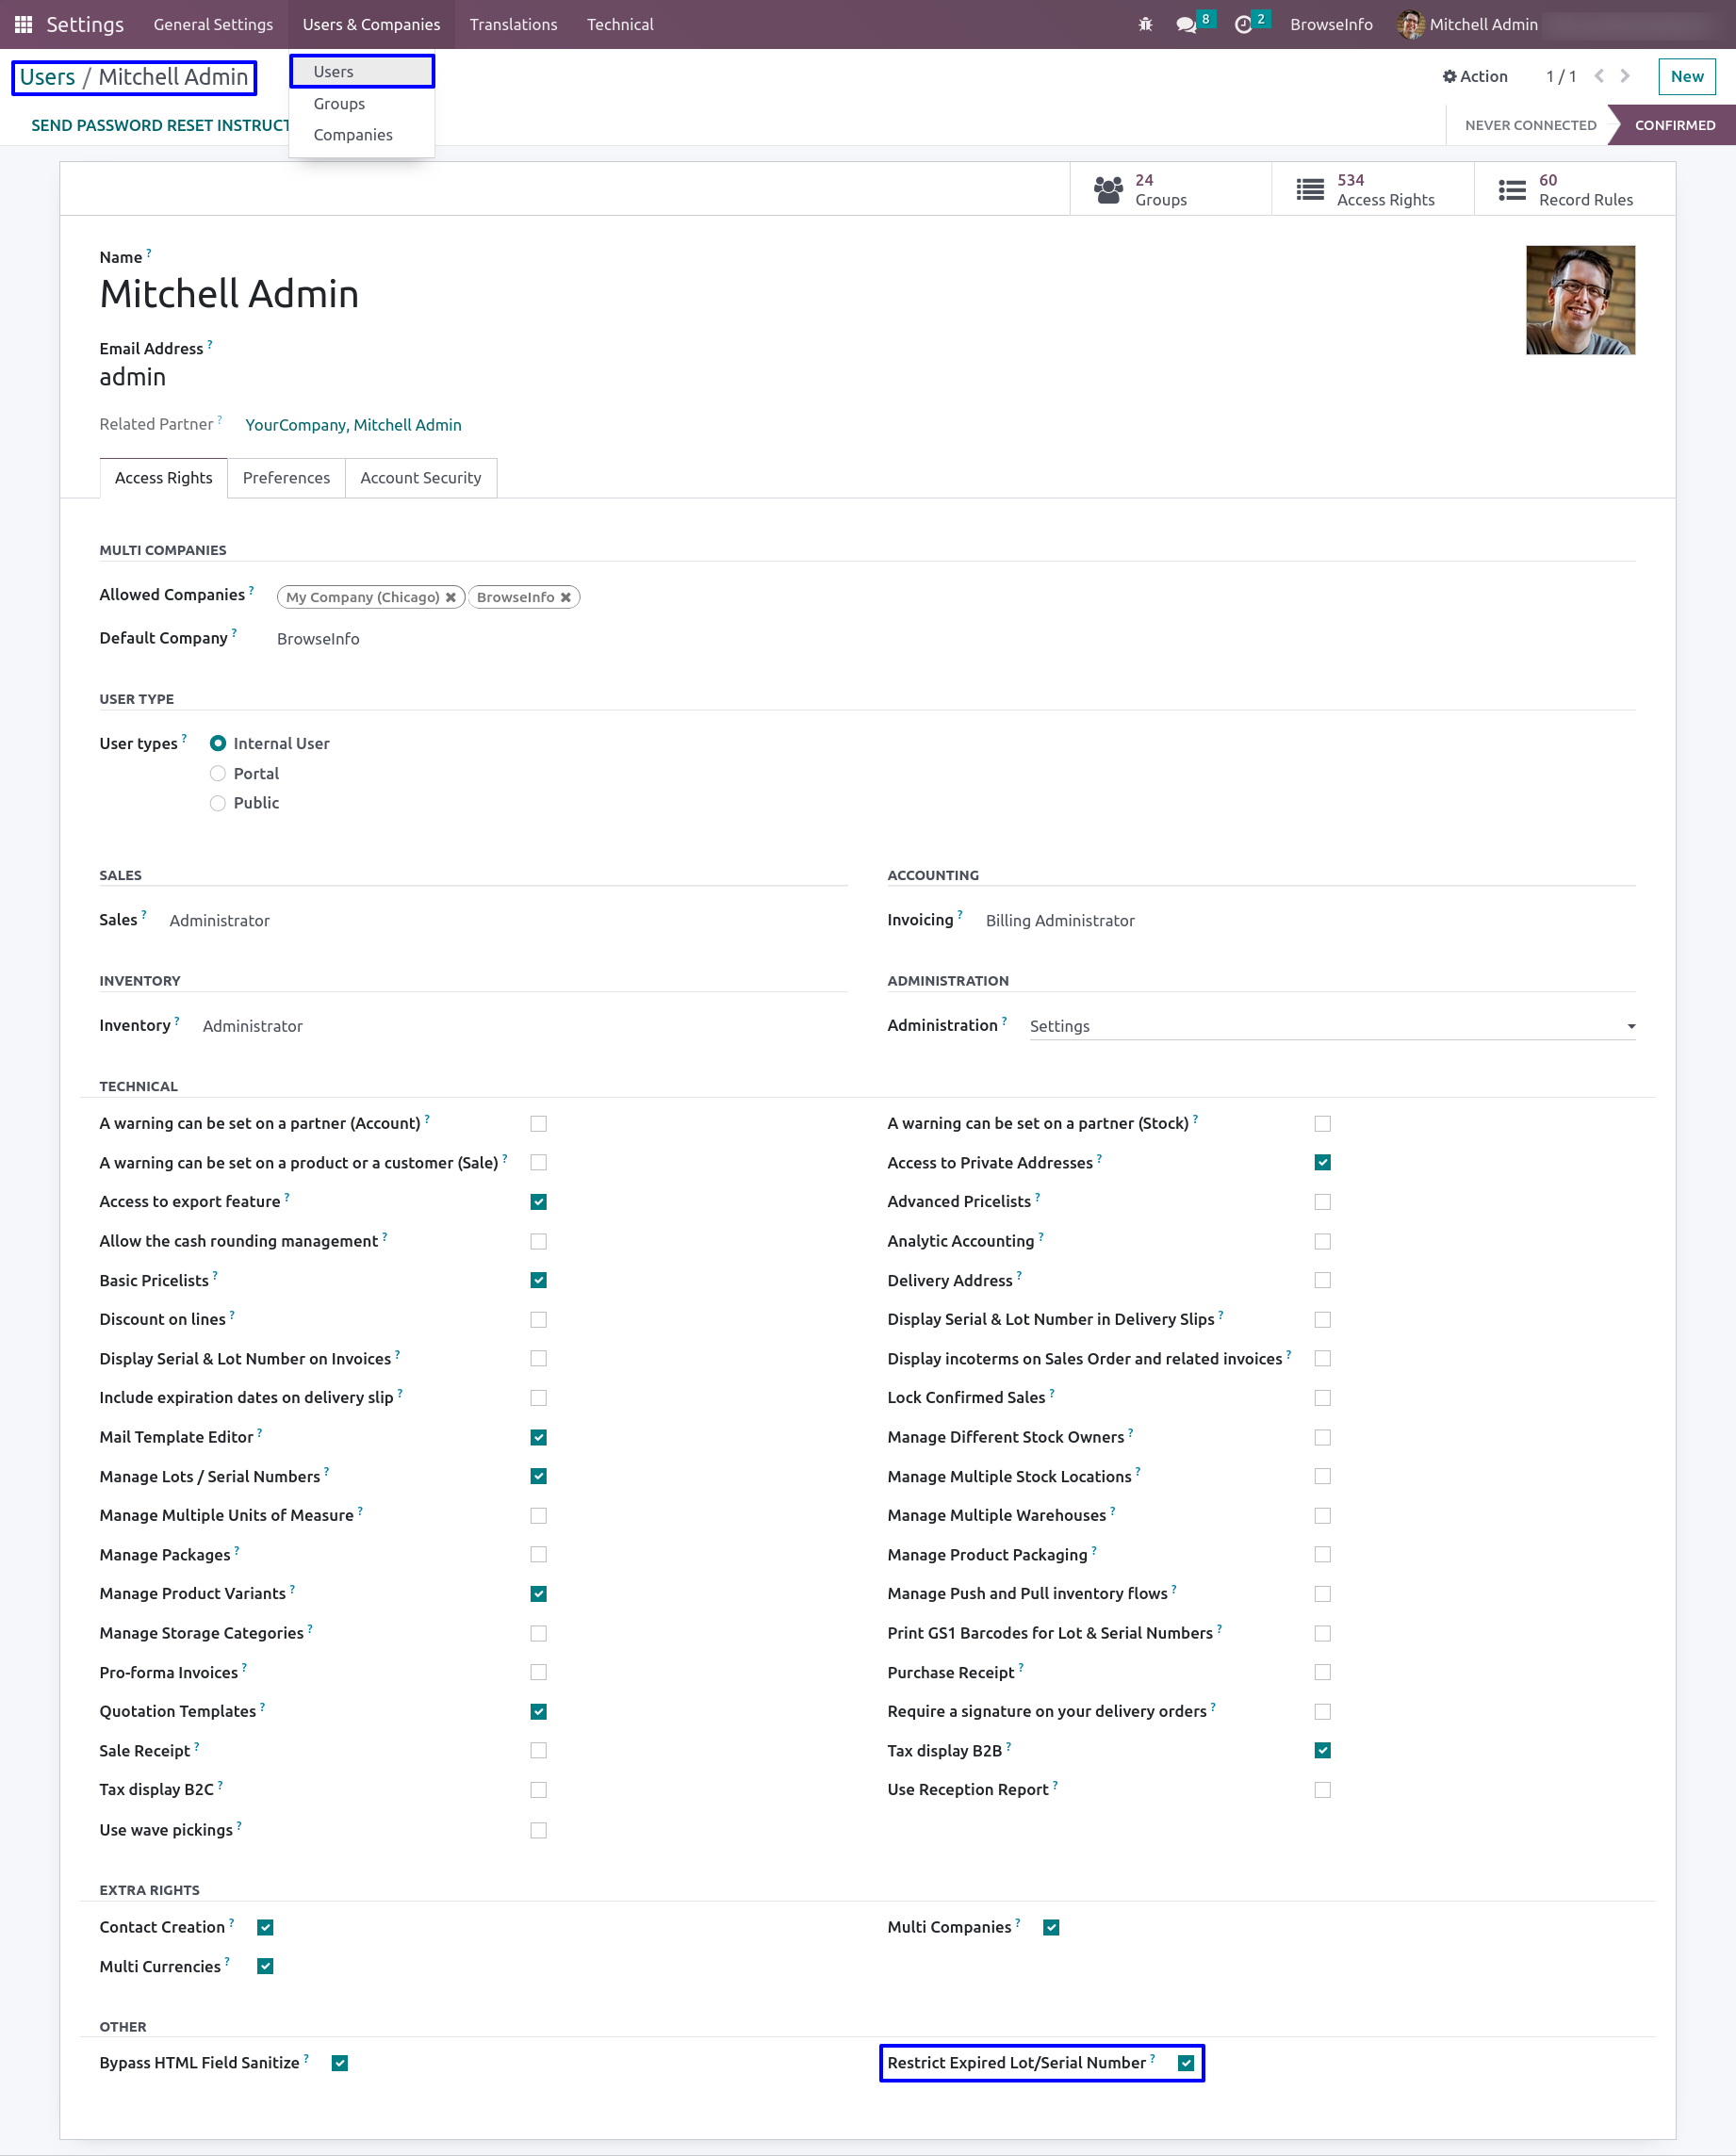 Settings General Settings Users & Companies Translations Technical 8 2 BrowseInfo Mitchell Admin
Users / Mitchell Admin Users Action 1 / 1 New
Groups
SEND PASSWORD RESET INSTRUCT Companies NEVER CONNECTED CONFIRMED
24 Groups 534 Access Rights 60 Record Rules
Name ?
Mitchell Admin
Email Address ?
admin
Related Partner ? YourCompany, Mitchell Admin
Access Rights Preferences Account Security
MULTI COMPANIES
Allowed Companies ? My Company (Chicago) BrowseInfo
Default Company ? BrowseInfo
USER TYPE
User types ? Internal User
Portal
Public
SALES ACCOUNTING
Sales ? Administrator Invoicing ? Billing Administrator
INVENTORY ADMINISTRATION
Inventory ? Administrator Administration ? Settings
TECHNICAL
A warning can be set on a partner (Account) ? A warning can be set on a partner (Stock) ?
A warning can be set on a product or a customer (Sale) ? Access to Private Addresses ?
Access to export feature ? Advanced Pricelists ?
Allow the cash rounding management ? Analytic Accounting ?
Basic Pricelists ? Delivery Address ?
Discount on lines ? Display Serial & Lot Number in Delivery Slips ?
Display Serial & Lot Number on Invoices ? Display incoterms on Sales Order and related invoices ?
Include expiration dates on delivery slip ? Lock Confirmed Sales ?
Mail Template Editor ? Manage Different Stock Owners ?
Manage Lots / Serial Numbers ? Manage Multiple Stock Locations ?
Manage Multiple Units of Measure ? Manage Multiple Warehouses ?
Manage Packages ? Manage Product Packaging ?
Manage Product Variants ? Manage Push and Pull inventory flows ?
Manage Storage Categories ? Print GS1 Barcodes for Lot & Serial Numbers ?
Pro-forma Invoices ? Purchase Receipt ?
Quotation Templates ? Require a signature on your delivery orders ?
Sale Receipt ? Tax display B2B ?
Tax display B2C ? Use Reception Report ?
Use wave pickings ?
EXTRA RIGHTS
Contact Creation ? Multi Companies ?
Multi Currencies ?
OTHER
Bypass HTML Field Sanitize ? Restrict Expired Lot/Serial Number ?